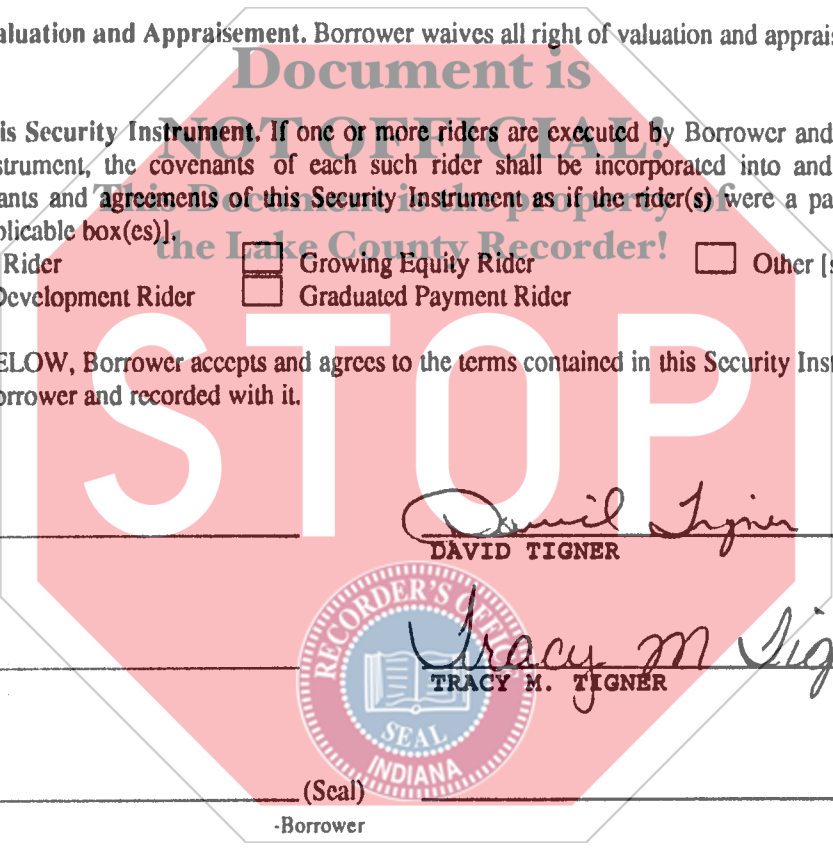 aluation and Appraisement. Borrower waives all right of valuation and apprais
Document is
is Security Instrument. If one or more riders are executed by Borrower and
NOT OFFICIAL!
strument, the covenants of each such rider shall be incorporated into and
ants and agreements of this Security Instrument as if the rider(s) were a pa
This Document is the property of
plicable box(es)].
the Lake County Recorder!
Rider Growing Equity Rider Other [s
Development Rider Graduated Payment Rider
STOP
ELOW, Borrower accepts and agrees to the terms contained in this Security Inst
orrower and recorded with it.
David Tigner
DAVID TIGNER
RECORDER'S OFFICE
Tracy M Tig
TRACY M. TIGNER
SEAL
INDIANA
(Seal)
-Borrower